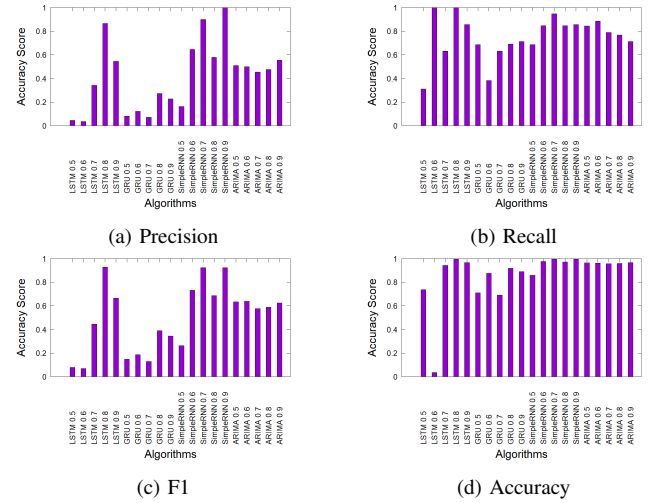 Accuracy Score
1
0.8
0.6
0.4
0.2
0
LSTM 0.5
LSTM 0.6
LSTM 0.7
LSTM 0.8
LSTM 0.9
GRU 0.5
GRU 0.6
GRU 0.7
GRU 0.8
GRU 0.9
SimpleRNN 0.5
SimpleRNN 0.6
SimpleRNN 0.7
SimpleRNN 0.8
SimpleRNN 0.9
ARIMA 0.5
ARIMA 0.6
ARIMA 0.7
ARIMA 0.8
ARIMA 0.9
Algorithms
(a) Precision
Accuracy Score
1
0.8
0.6
0.4
0.2
0
LSTM 0.5
LSTM 0.6
LSTM 0.7
LSTM 0.8
LSTM 0.9
GRU 0.5
GRU 0.6
GRU 0.7
GRU 0.8
GRU 0.9
SimpleRNN 0.5
SimpleRNN 0.6
SimpleRNN 0.7
SimpleRNN 0.8
SimpleRNN 0.9
ARIMA 0.5
ARIMA 0.6
ARIMA 0.7
ARIMA 0.8
ARIMA 0.9
Algorithms
(b) Recall
Accuracy Score
1
0.8
0.6
0.4
0.2
0
LSTM 0.5
LSTM 0.6
LSTM 0.7
LSTM 0.8
LSTM 0.9
GRU 0.5
GRU 0.6
GRU 0.7
GRU 0.8
GRU 0.9
SimpleRNN 0.5
SimpleRNN 0.6
SimpleRNN 0.7
SimpleRNN 0.8
SimpleRNN 0.9
ARIMA 0.5
ARIMA 0.6
ARIMA 0.7
ARIMA 0.8
ARIMA 0.9
Algorithms
(c) F1
Accuracy Score
1
0.8
0.6
0.4
0.2
0
LSTM 0.5
LSTM 0.6
LSTM 0.7
LSTM 0.8
LSTM 0.9
GRU 0.5
GRU 0.6
GRU 0.7
GRU 0.8
GRU 0.9
SimpleRNN 0.5
SimpleRNN 0.6
SimpleRNN 0.7
SimpleRNN 0.8
SimpleRNN 0.9
ARIMA 0.5
ARIMA 0.6
ARIMA 0.7
ARIMA 0.8
ARIMA 0.9
Algorithms
(d) Accuracy